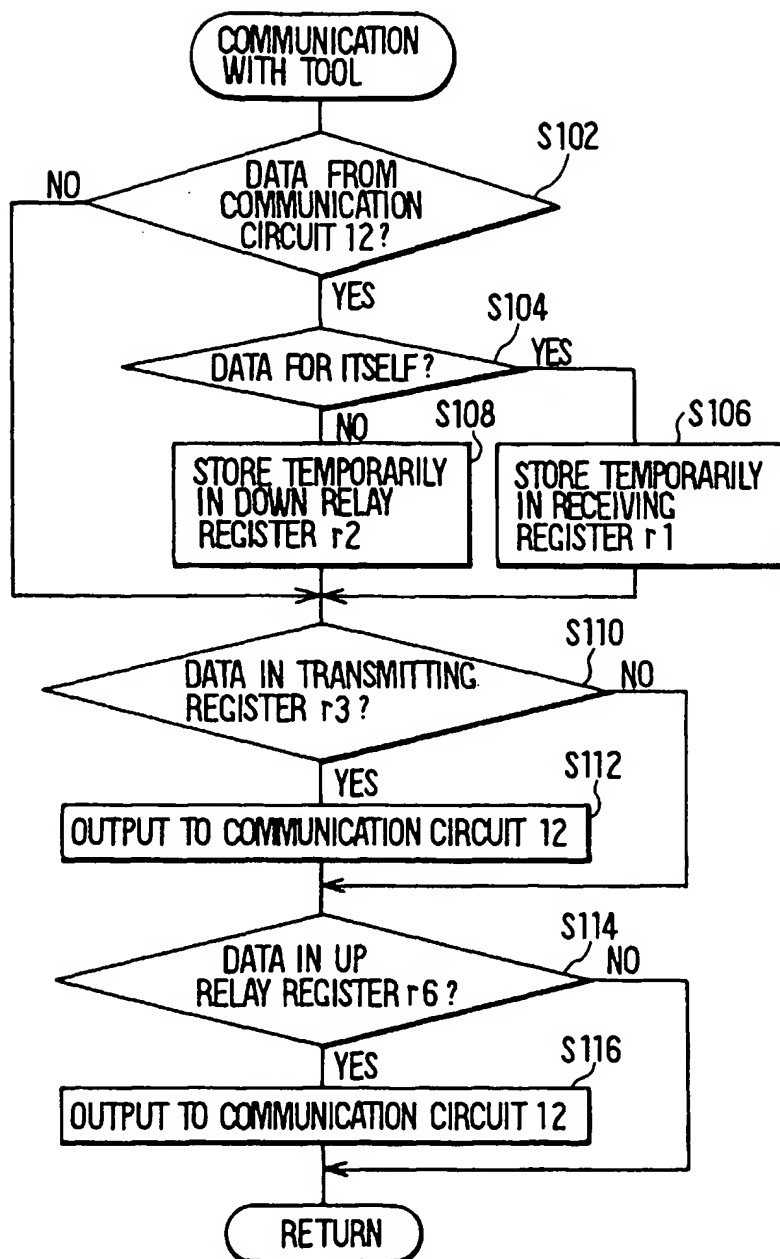 COMMUNICATION
WITH TOOL
S102
NO
DATA FROM
COMMUNICATION
CIRCUIT 12?
YES
S104
DATA FOR ITSELF?
YES
NO
S108
S106
STORE TEMPORARILY
IN DOWN RELAY
REGISTER r2
STORE TEMPORARILY
IN RECEIVING
REGISTER r1
S110
DATA IN TRANSMITTING
REGISTER r3?
NO
YES
S112
OUTPUT TO COMMUNICATION CIRCUIT 12
S114
DATA IN UP
RELAY REGISTER r6?
NO
YES
S116
OUTPUT TO COMMUNICATION CIRCUIT 12
RETURN